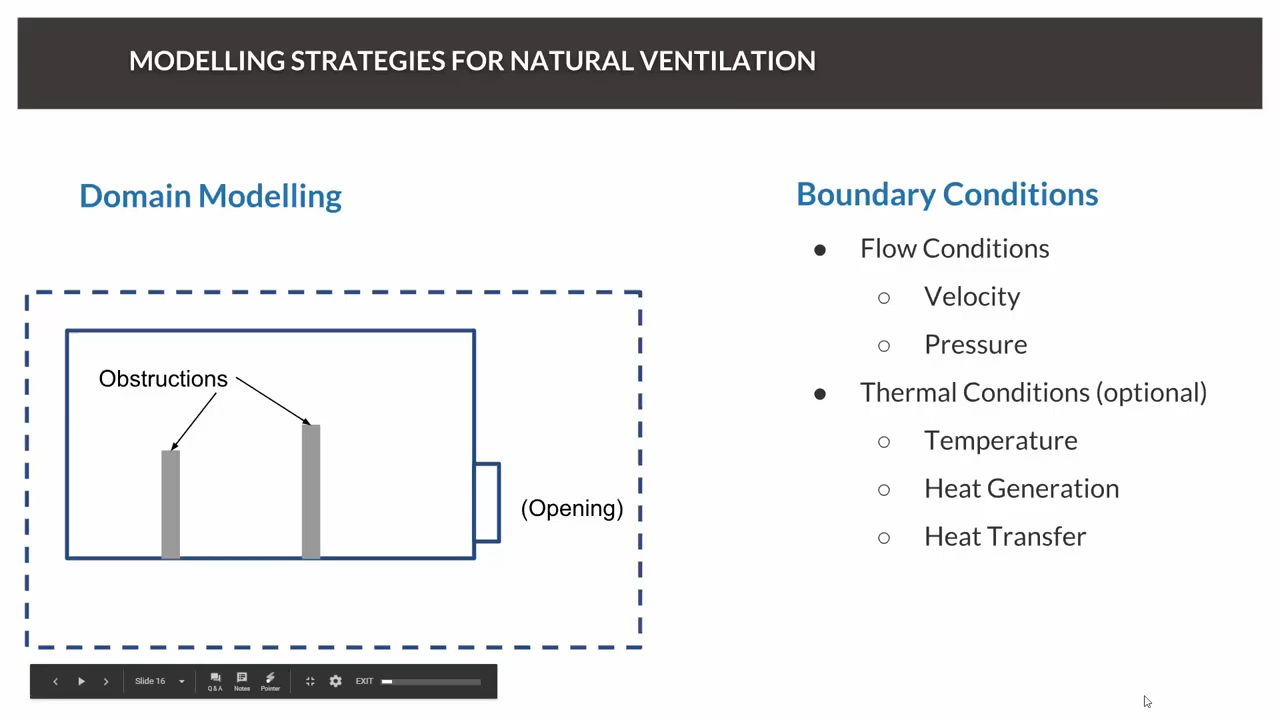 MODELLING STRATEGIES FOR NATURAL VENTILATION
Domain Modelling
Obstructions
(Opening)
Boundary Conditions
● Flow Conditions
○ Velocity
○ Pressure
● Thermal Conditions (optional)
○ Temperature
○ Heat Generation
○ Heat Transfer
Slide 16
Q & A
Notes
Pointer
EXIT